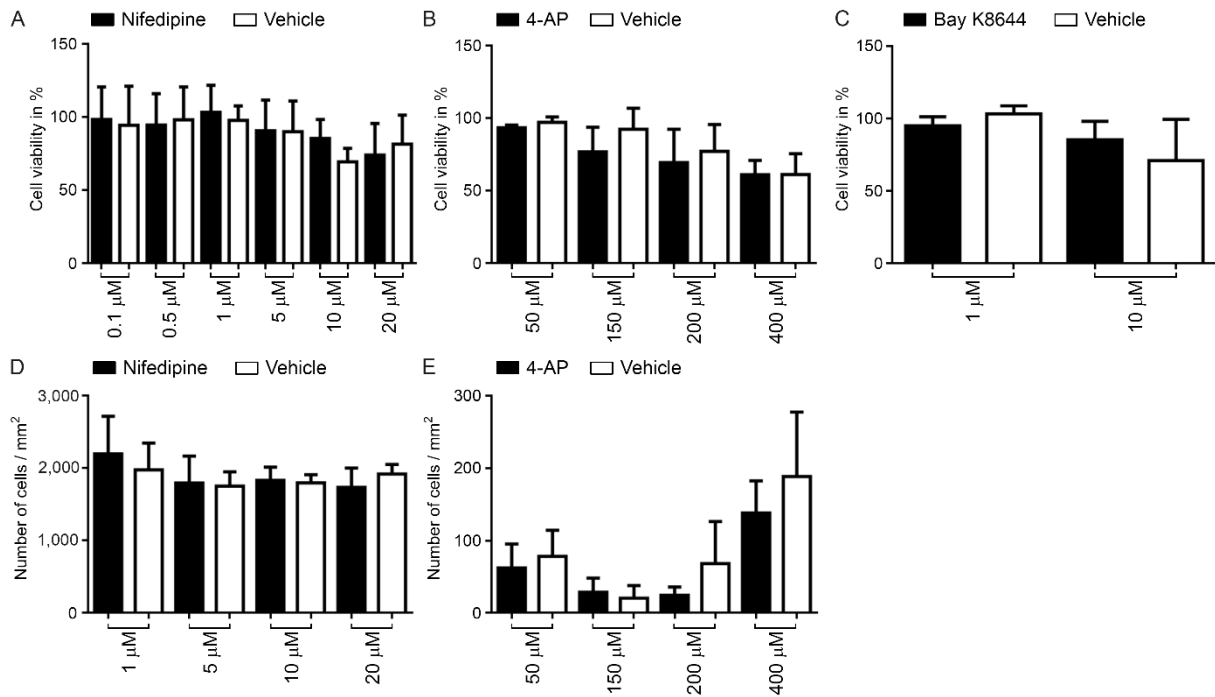 A
Nifedipine Vehicle
Cell viability in %
150
100
50
0
0.1 µM 0.5 µM 1 µM 5 µM 10 µM 20 µM
B
4-AP Vehicle
Cell viability in %
150
100
50
0
50 µM 150 µM 200 µM 400 µM
C
Bay K8644 Vehicle
Cell viability in %
150
100
50
0
1 µM 10 µM
D
Nifedipine Vehicle
Number of cells / mm²
3,000
2,000
1,000
0
1 µM 5 µM 10 µM 20 µM
E
4-AP Vehicle
Number of cells / mm²
300
200
100
0
50 µM 150 µM 200 µM 400 µM